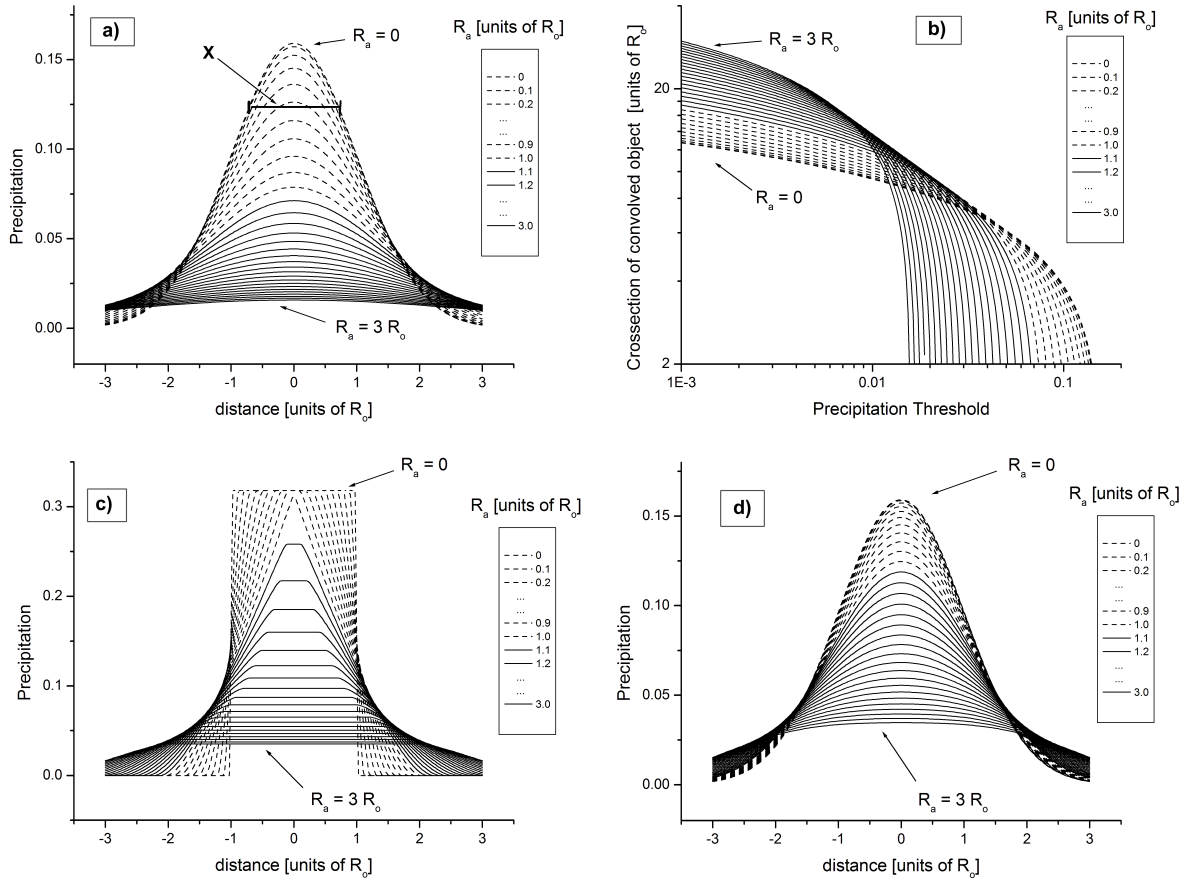 a)
X
R_a = 0
R_a [units of R_o]
0
0.1
0.2
...
...
0.9
1.0
1.1
1.2
...
...
3.0
R_a = 3 R_o
0.15
0.10
0.05
0.00
Precipitation
-3 -2 -1 0 1 2 3
distance [units of R_o]
b)
R_a = 3 R_o
R_a = 0
R_a [units of R_o]
0
0.1
0.2
...
...
0.9
1.0
1.1
1.2
...
...
3.0
20
2
Crossection of convolved object [units of R_o]
1E-3 0.01 0.1
Precipitation Threshold
c)
R_a = 0
R_a [units of R_o]
0
0.1
0.2
...
...
0.9
1.0
1.1
1.2
...
...
3.0
R_a = 3 R_o
0.3
0.2
0.1
0.0
Precipitation
-3 -2 -1 0 1 2 3
distance [units of R_o]
d)
R_a = 0
R_a [units of R_o]
0
0.1
0.2
...
...
0.9
1.0
1.1
1.2
...
...
3.0
R_a = 3 R_o
0.15
0.10
0.05
0.00
Precipitation
-3 -2 -1 0 1 2 3
distance [units of R_o]